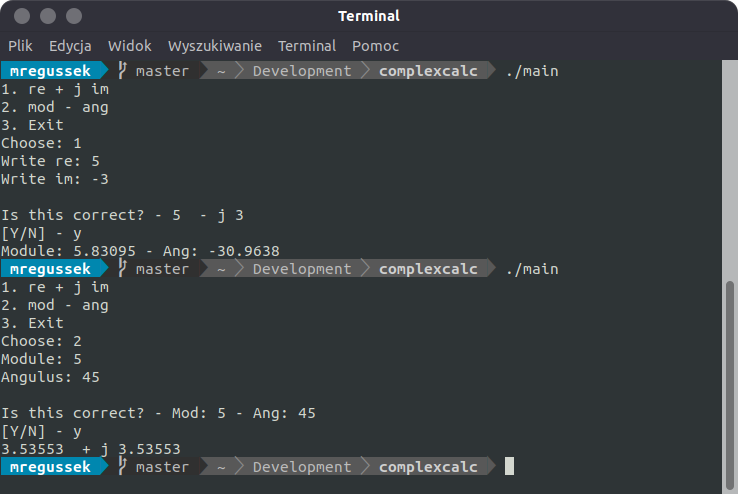 Terminal
Plik Edycja Widok Wyszukiwanie Terminal Pomoc
mregussek master ~ Development complexcalc ./main
1. re + j im
2. mod - ang
3. Exit
Choose: 1
Write re: 5
Write im: -3
Is this correct? - 5  - j 3
[Y/N] - y
Module: 5.83095 - Ang: -30.9638
mregussek master ~ Development complexcalc ./main
1. re + j im
2. mod - ang
3. Exit
Choose: 2
Module: 5
Angulus: 45
Is this correct? - Mod: 5 - Ang: 45
[Y/N] - y
3.53553  + j 3.53553
mregussek master ~ Development complexcalc